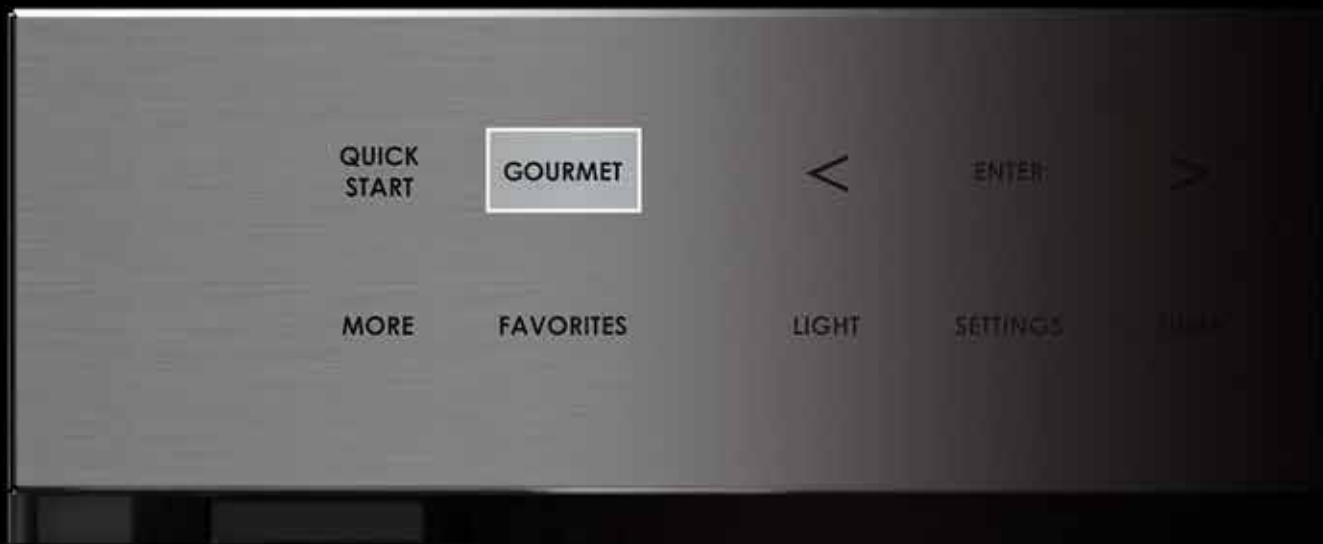 QUICK
START
GOURMET
<
ENTER
>
MORE
FAVORITES
LIGHT
SETTINGS